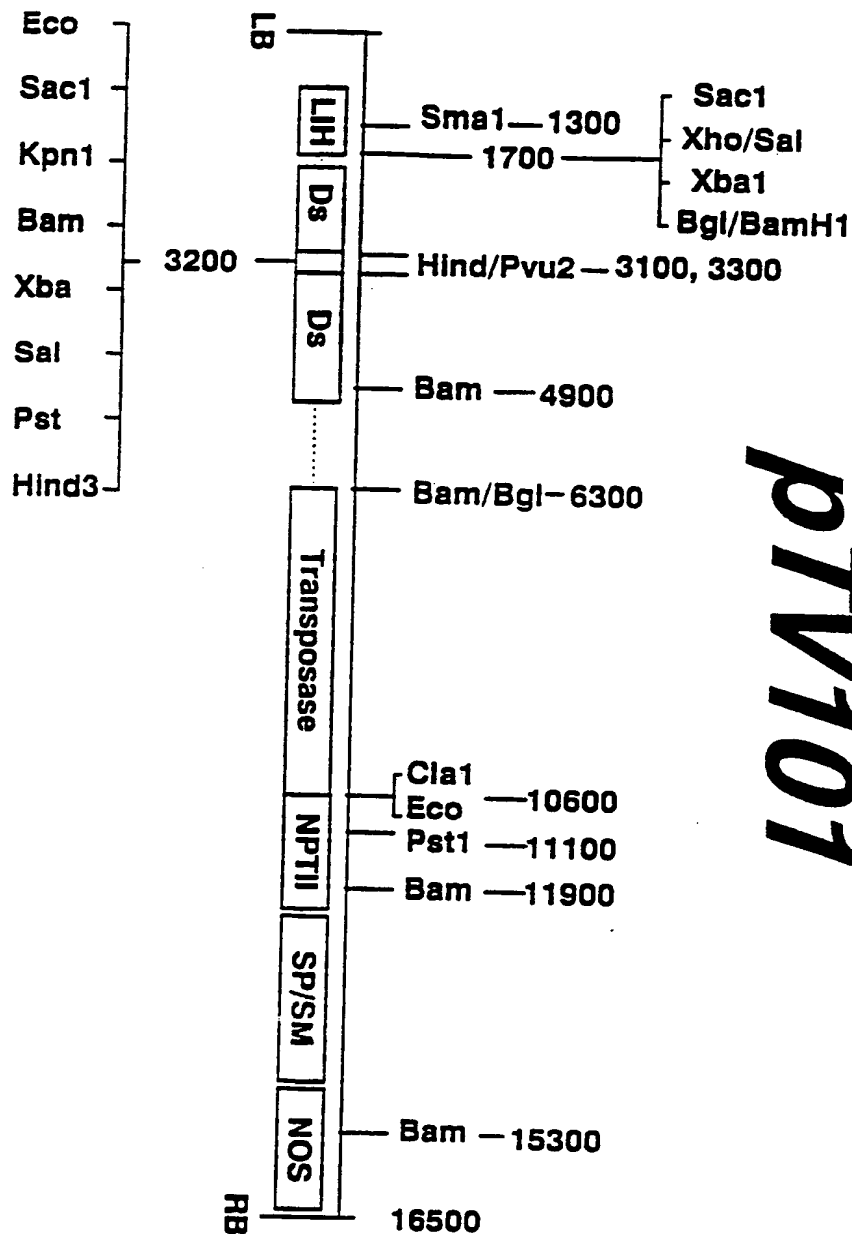 Eco
Sac1
Kpn1
Bam
Xba
Sal
Pst
Hind3
3200
LB
LIH
Ds
Ds
Transposase
NPTII
SP/SM
NOS
RB
Sma1—1300
1700
Sac1
Xho/Sal
Xba1
Bgl/BamH1
Hind/Pvu2—3100, 3300
Bam—4900
Bam/Bgl—6300
Cla1
Eco—10600
Pst1—11100
Bam—11900
Bam—15300
16500
pTV101